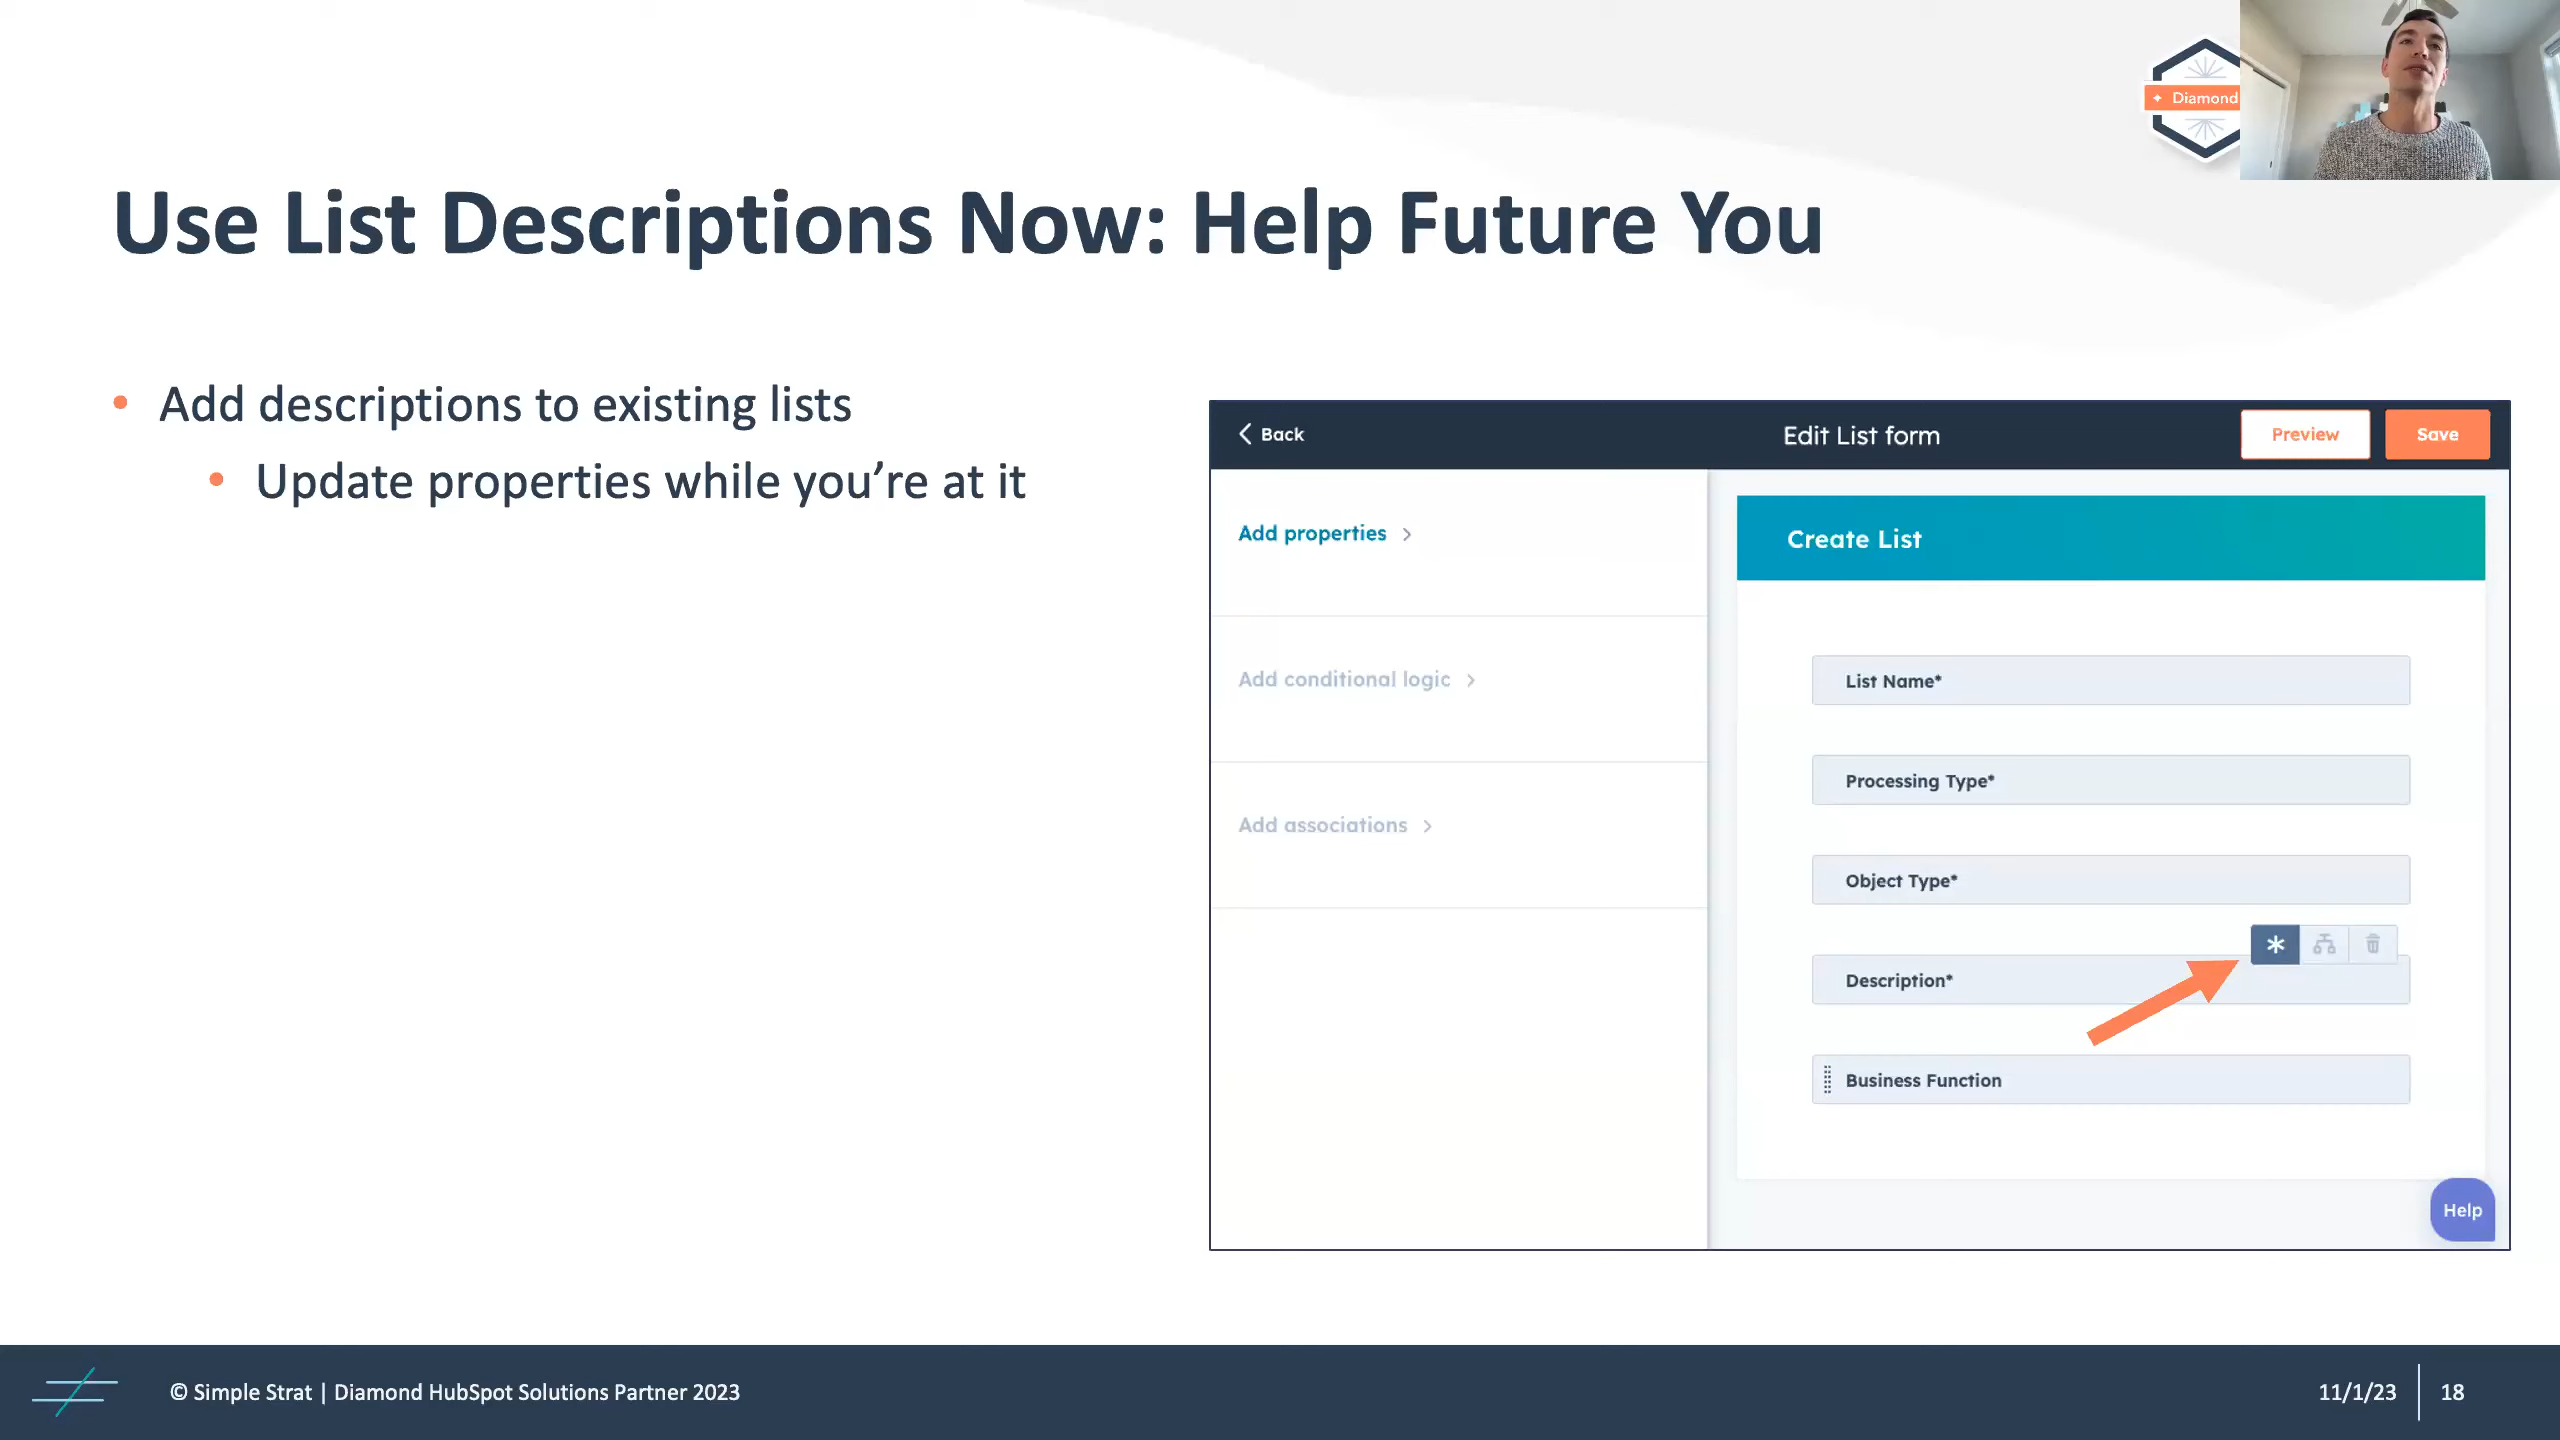 Diamond
Use List Descriptions Now: Help Future You
• Add descriptions to existing lists
• Update properties while you’re at it
Back
Edit List form
Preview
Save
Add properties
Add conditional logic
Add associations
Create List
List Name*
Processing Type*
Object Type*
Description*
Business Function
Help
© Simple Strat | Diamond HubSpot Solutions Partner 2023
11/1/23
18